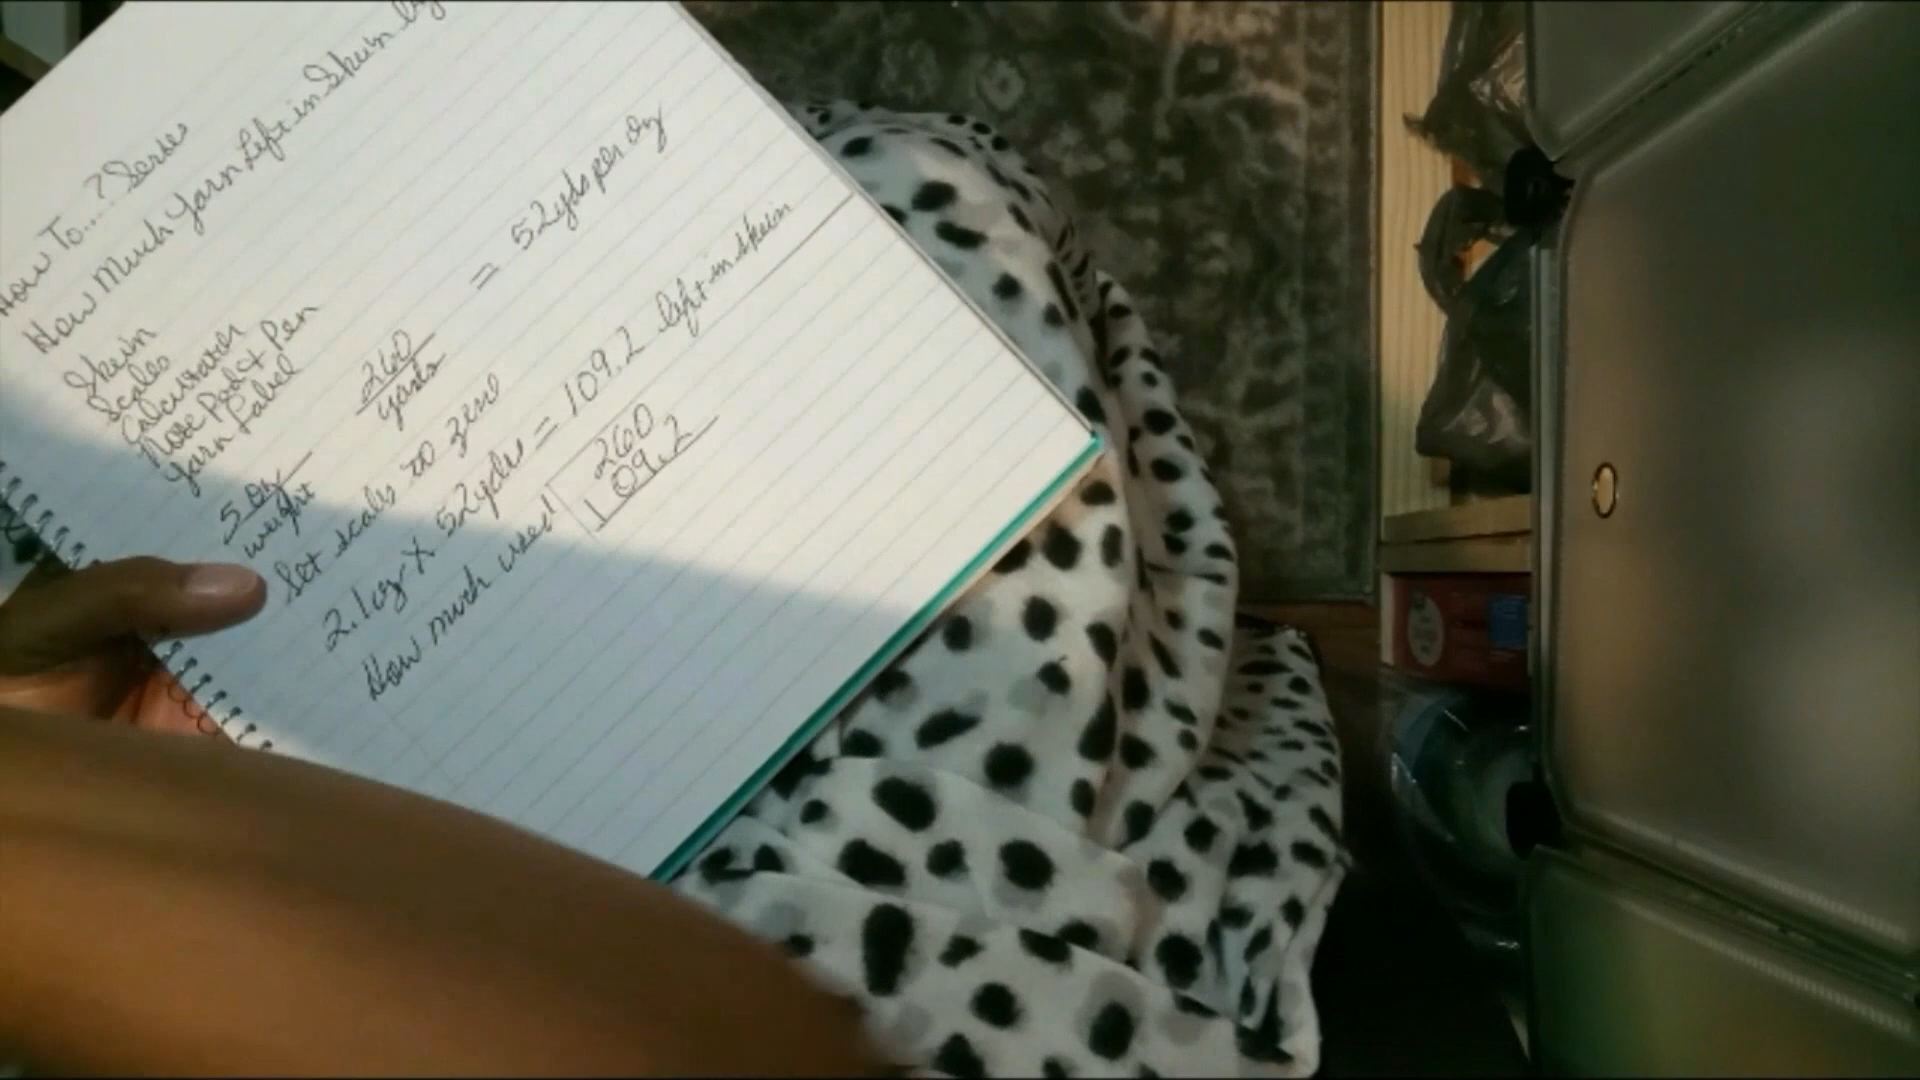 How To...? Series
How Much Yarn Left in Skein by
Skein
Scales
Calculator
Note Pad & Pen
Yarn Label
5 oz
weight
260
yards
= 52yds per oz
Set scales to zero
2.1oz X 52yds = 109.2 left in skein
How much used
260
109.2